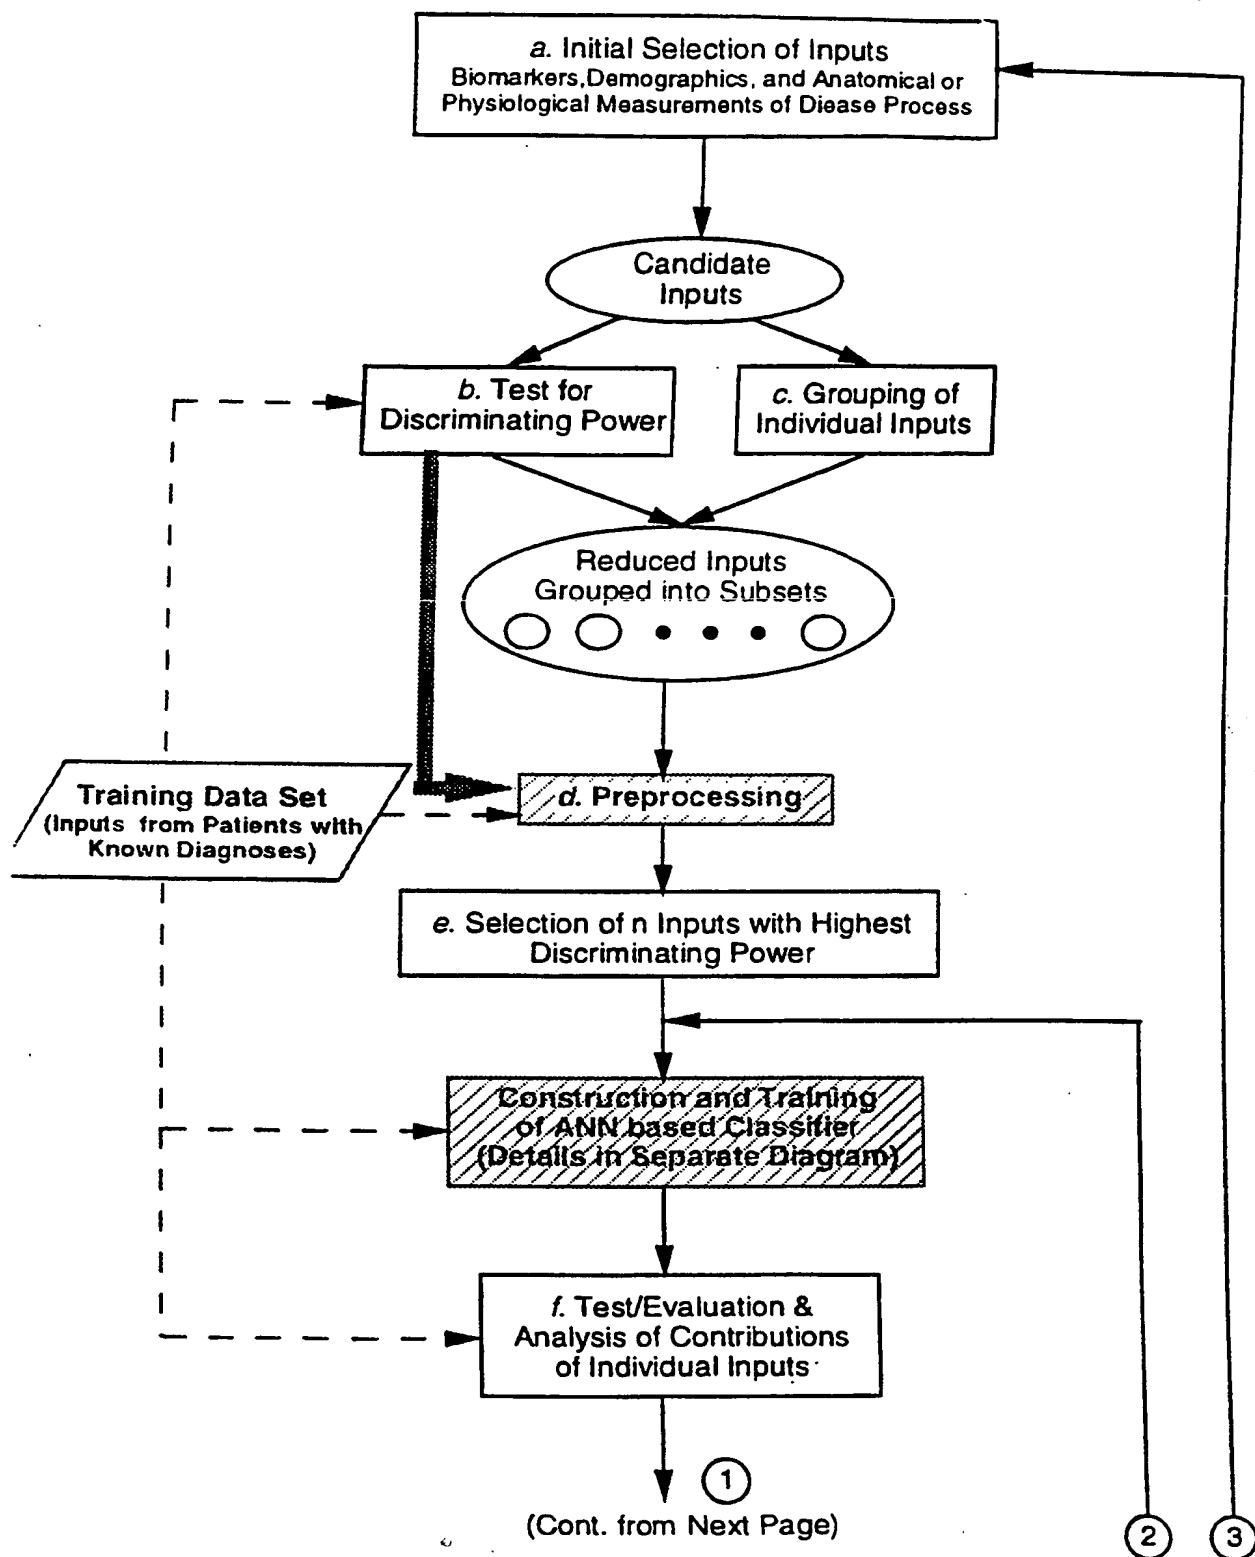 a. Initial Selection of Inputs
Biomarkers,Demographics, and Anatomical or
Physiological Measurements of Diease Process
Candidate
Inputs
b. Test for
Discriminating Power
c. Grouping of
Individual Inputs
Reduced Inputs
Grouped into Subsets
Training Data Set
(Inputs from Patients with
Known Diagnoses)
d. Preprocessing
e. Selection of n Inputs with Highest
Discriminating Power
Construction and Training
of ANN based Classifier
(Details in Separate Diagram)
f. Test/Evaluation &
Analysis of Contributions
of Individual Inputs
1
(Cont. from Next Page)
2
3